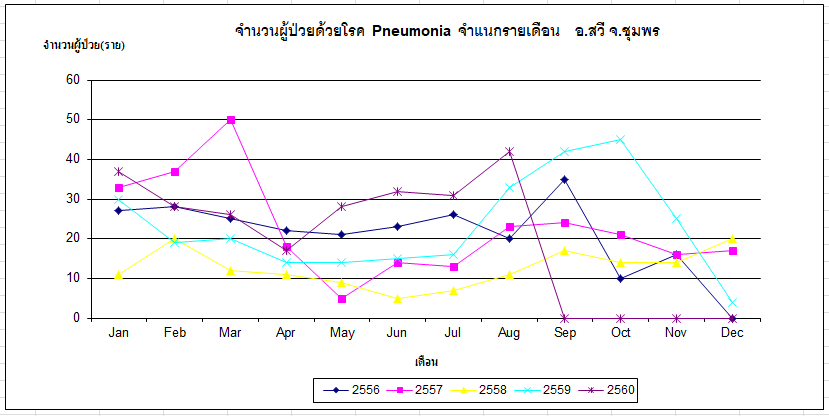 จำนวนผู้ป่วยด้วยโรค Pneumonia จำแนกรายเดือน อ.สวี จ.ชุมพร
จำนวนผู้ป่วย(ราย)
60
50
40
30
20
10
0
Jan Feb Mar Apr May Jun Jul Aug Sep Oct Nov Dec
เดือน
2556 2557 2558 2559 2560